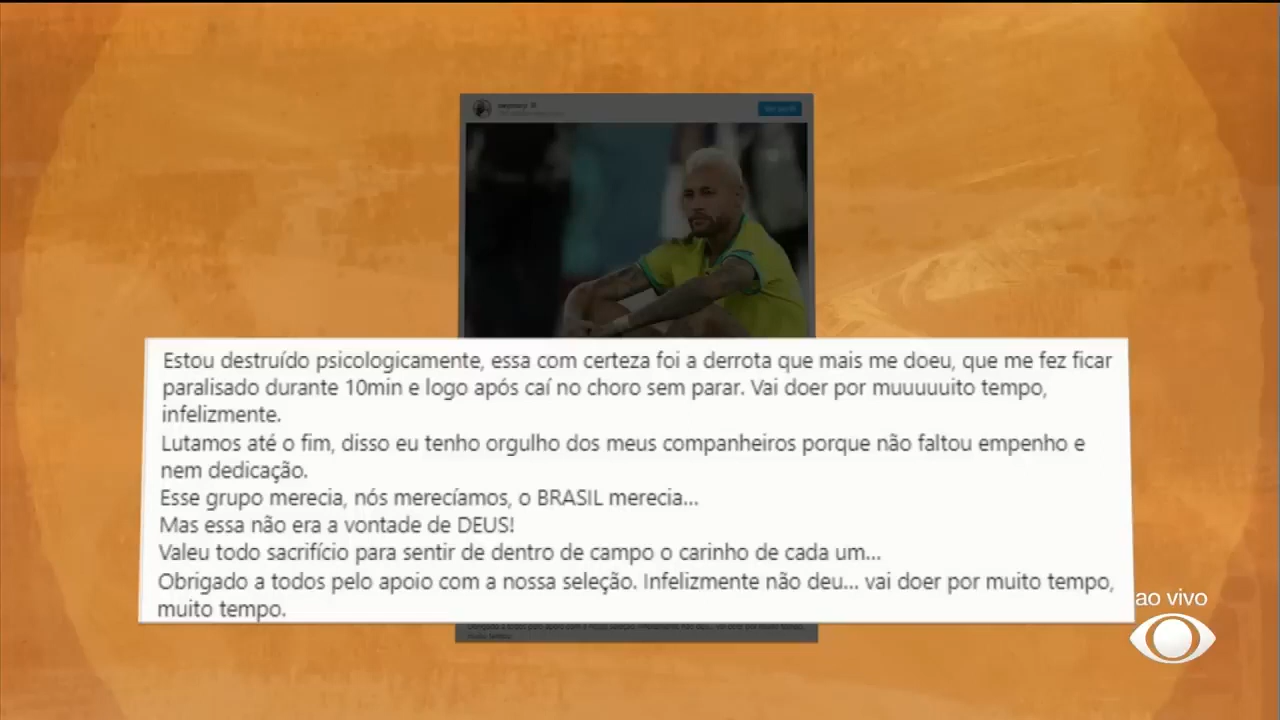 Estou destruído psicologicamente, essa com certeza foi a derrota que mais me doeu, que me fez ficar
paralisado durante 10min e logo após caí no choro sem parar. Vai doer por muuuuuito tempo,
infelizmente.
Lutamos até o fim, disso eu tenho orgulho dos meus companheiros porque não faltou empenho e
nem dedicação.
Esse grupo merecia, nós merecíamos, o BRASIL merecia...
Mas essa não era a vontade de DEUS!
Valeu todo sacrifício para sentir de dentro de campo o carinho de cada um...
Obrigado a todos pelo apoio com a nossa seleção. Infelizmente não deu... vai doer por muito tempo,
muito tempo.
ao vivo